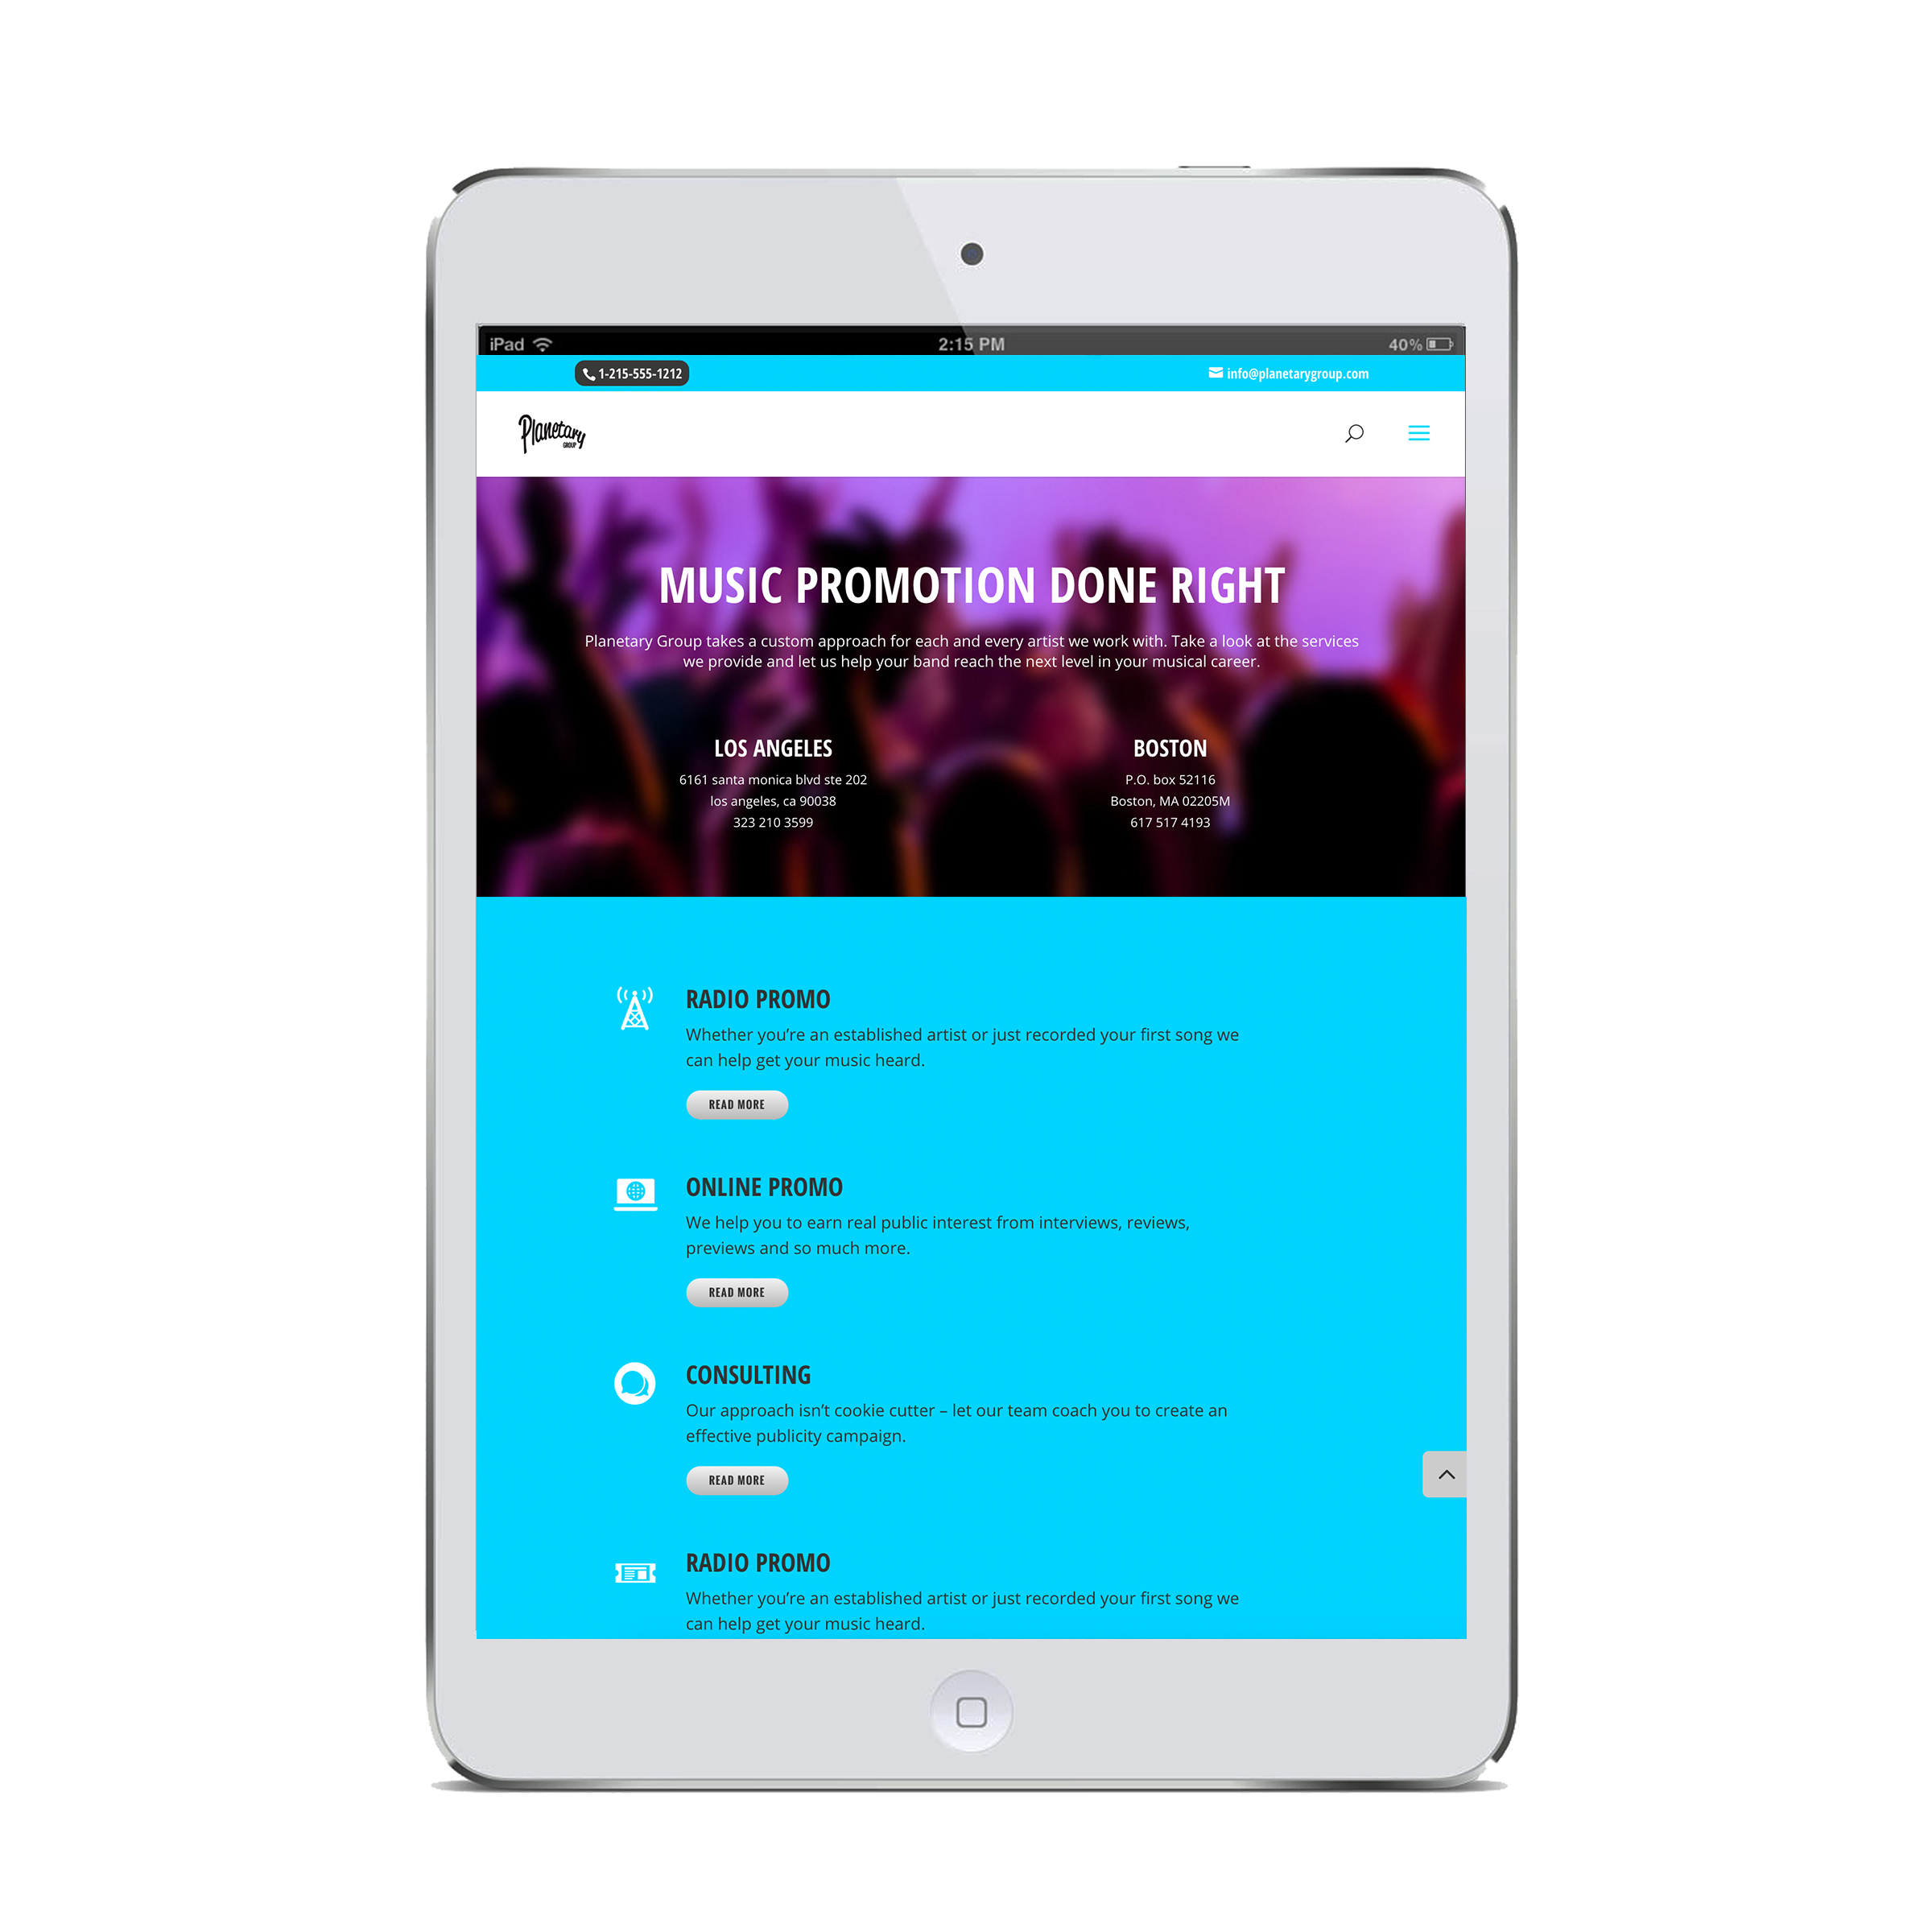 iPad 2:15 PM 40%
1-215-555-1212 info@planetarygroup.com
Planetary
GROUP
MUSIC PROMOTION DONE RIGHT
Planetary Group takes a custom approach for each and every artist we work with. Take a look at the services
we provide and let us help your band reach the next level in your musical career.
LOS ANGELES
6161 santa monica blvd ste 202
los angeles, ca 90038
323 210 3599
BOSTON
P.O. box 52116
Boston, MA 02205M
617 517 4193
RADIO PROMO
Whether you’re an established artist or just recorded your first song we
can help get your music heard.
READ MORE
ONLINE PROMO
We help you to earn real public interest from interviews, reviews,
previews and so much more.
READ MORE
CONSULTING
Our approach isn’t cookie cutter – let our team coach you to create an
effective publicity campaign.
READ MORE
RADIO PROMO
Whether you’re an established artist or just recorded your first song we
can help get your music heard.